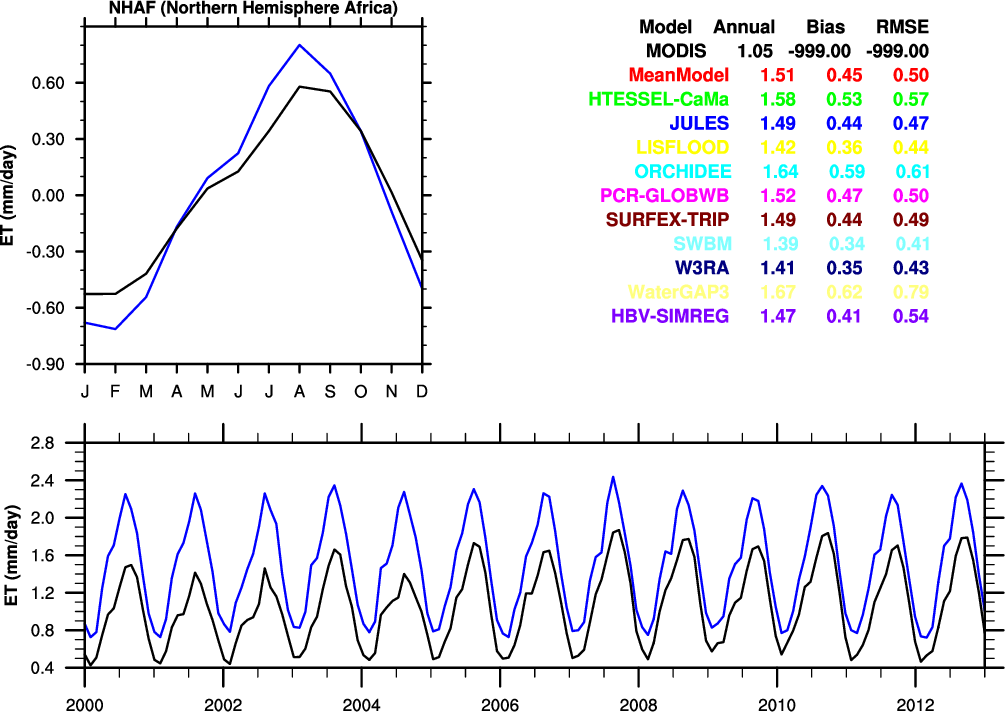 NHAF (Northern Hemisphere Africa)
0.60
0.30
0.00
-0.30
-0.60
-0.90
ET (mm/day)
J F M A M J J A S O N D
Model Annual Bias RMSE
MODIS 1.05 -999.00 -999.00
MeanModel 1.51 0.45 0.50
HTESSEL-CaMa 1.58 0.53 0.57
JULES 1.49 0.44 0.47
LISFLOOD 1.42 0.36 0.44
ORCHIDEE 1.64 0.59 0.61
PCR-GLOBWB 1.52 0.47 0.50
SURFEX-TRIP 1.49 0.44 0.49
SWBM 1.39 0.34 0.41
W3RA 1.41 0.35 0.43
WaterGAP3 1.67 0.62 0.79
HBV-SIMREG 1.47 0.41 0.54
2.8
2.4
2.0
1.6
1.2
0.8
0.4
ET (mm/day)
2000 2002 2004 2006 2008 2010 2012